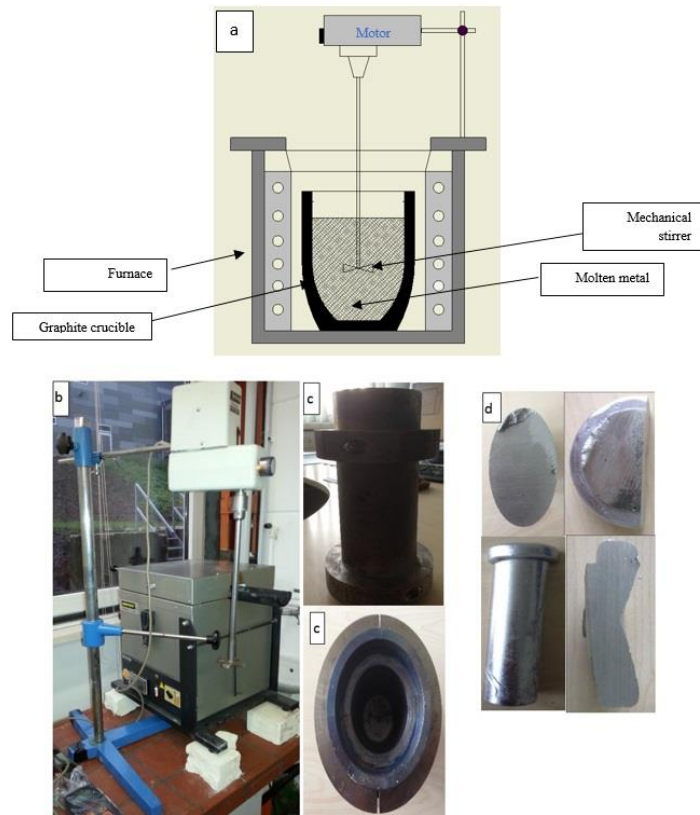 a
Motor
Mechanical
stirrer
Furnace
Molten metal
Graphite crucible
b
c
d
c